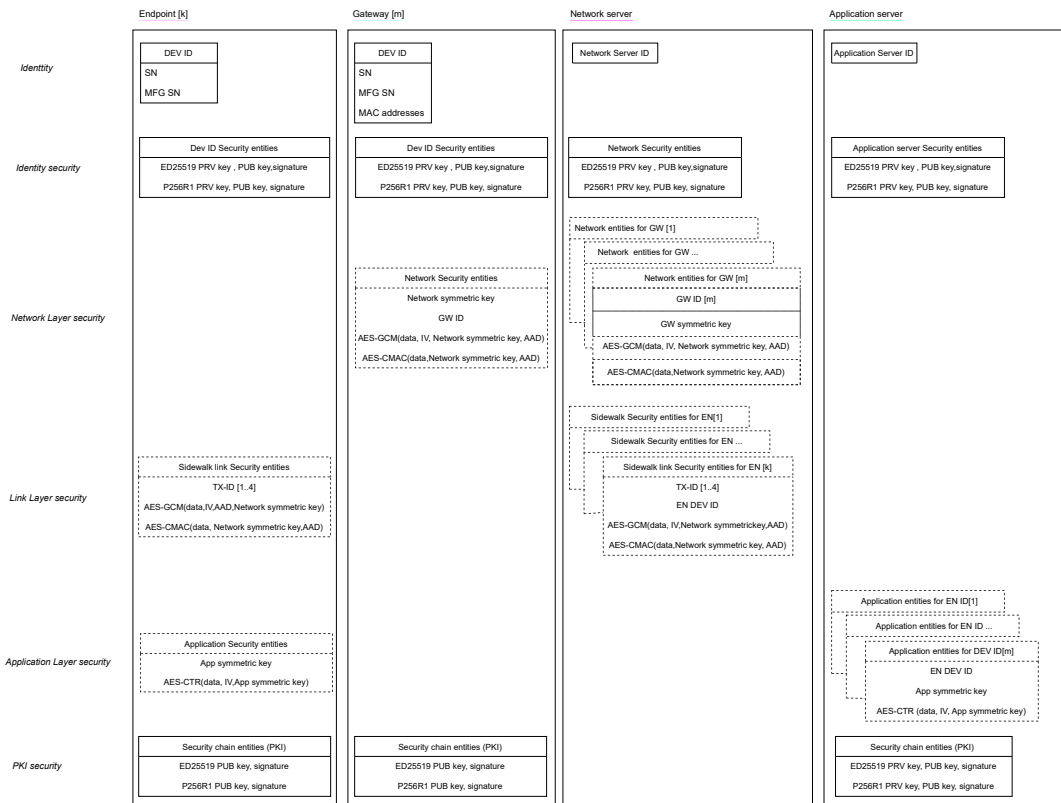 Endpoint [k]
Gateway [m]
Network server
Application server
Identtity
DEV ID
SN
MFG SN
DEV ID
SN
MFG SN
MAC addresses
Network Server ID
Application Server ID
Identity security
Dev ID Security entities
ED25519 PRV key , PUB key,signature
P256R1 PRV key, PUB key, signature
Dev ID Security entities
ED25519 PRV key , PUB key,signature
P256R1 PRV key, PUB key, signature
Network Security entities
ED25519 PRV key , PUB key,signature
P256R1 PRV key, PUB key, signature
Application server Security entities
ED25519 PRV key , PUB key,signature
P256R1 PRV key, PUB key, signature
Network Layer security
Network Security entities
Network symmetric key
GW ID
AES-GCM(data, IV, Network symmetric key, AAD)
AES-CMAC(data,Network symmetric key, AAD)
Network entities for GW [1]
Network entities for GW ...
Network entities for GW [m]
GW ID [m]
GW symmetric key
AES-GCM(data, IV, Network symmetric key, AAD)
AES-CMAC(data,Network symmetric key, AAD)
Link Layer security
Sidewalk link Security entities
TX-ID [1..4]
AES-GCM(data,IV,AAD,Network symmetric key)
AES-CMAC(data, Network symmetric key,AAD)
Sidewalk Security entities for EN[1]
Sidewalk Security entities for EN ...
Sidewalk link Security entities for EN [k]
TX-ID [1..4]
EN DEV ID
AES-GCM(data, IV,Network symmetrickey,AAD)
AES-CMAC(data,Network symmetric key, AAD)
Application Layer security
Application Security entities
App symmetric key
AES-CTR(data, IV,App symmetric key)
Application entities for EN ID[1]
Application entities for EN ID ...
Application entities for DEV ID[m]
EN DEV ID
App symmetric key
AES-CTR (data, IV, App symmetric key)
PKI security
Security chain entities (PKI)
ED25519 PUB key, signature
P256R1 PUB key, signature
Security chain entities (PKI)
ED25519 PUB key, signature
P256R1 PUB key, signature
Security chain entities (PKI)
ED25519 PRV key, PUB key, signature
P256R1 PRV key, PUB key, signature